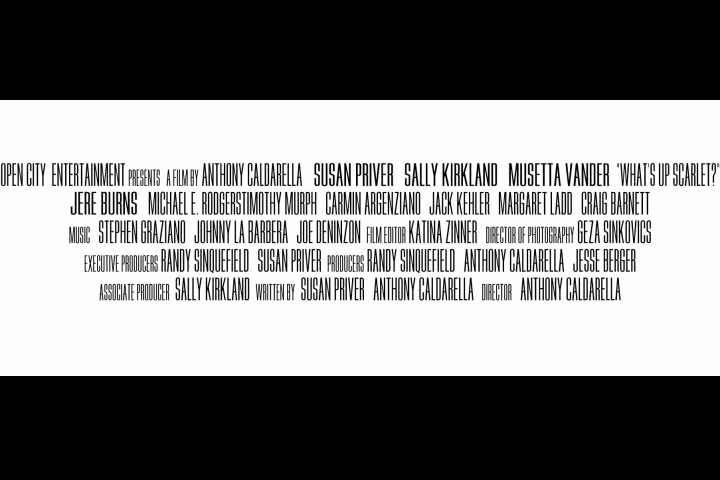 OPEN CITY ENTERTAINMENT PRESENTS A FILM BY ANTHONY CALDARELLA SUSAN PRIVER SALLY KIRKLAND MUSETTA VANDER "WHAT'S UP SCARLET?"
JERE BURNS MICHAEL E. RODGERSTIMOTHY MURPH CARMIN ARGENZIANO JACK KEHLER MARGARET LADD CRAIG BARNETT
MUSIC STEPHEN GRAZIANO JOHNNY LA BARBERA JOE DENINZON FILM EDITOR KATINA ZINNER DIRECTOR OF PHOTOGRAPHY GEZA SINKOVICS
EXECUTIVE PRODUCERS RANDY SINQUEFIELD SUSAN PRIVER PRODUCERS RANDY SINQUEFIELD ANTHONY CALDARELLA JESSE BERGER
ASSOCIATE PRODUCER SALLY KIRKLAND WRITTEN BY SUSAN PRIVER ANTHONY CALDARELLA DIRECTOR ANTHONY CALDARELLA